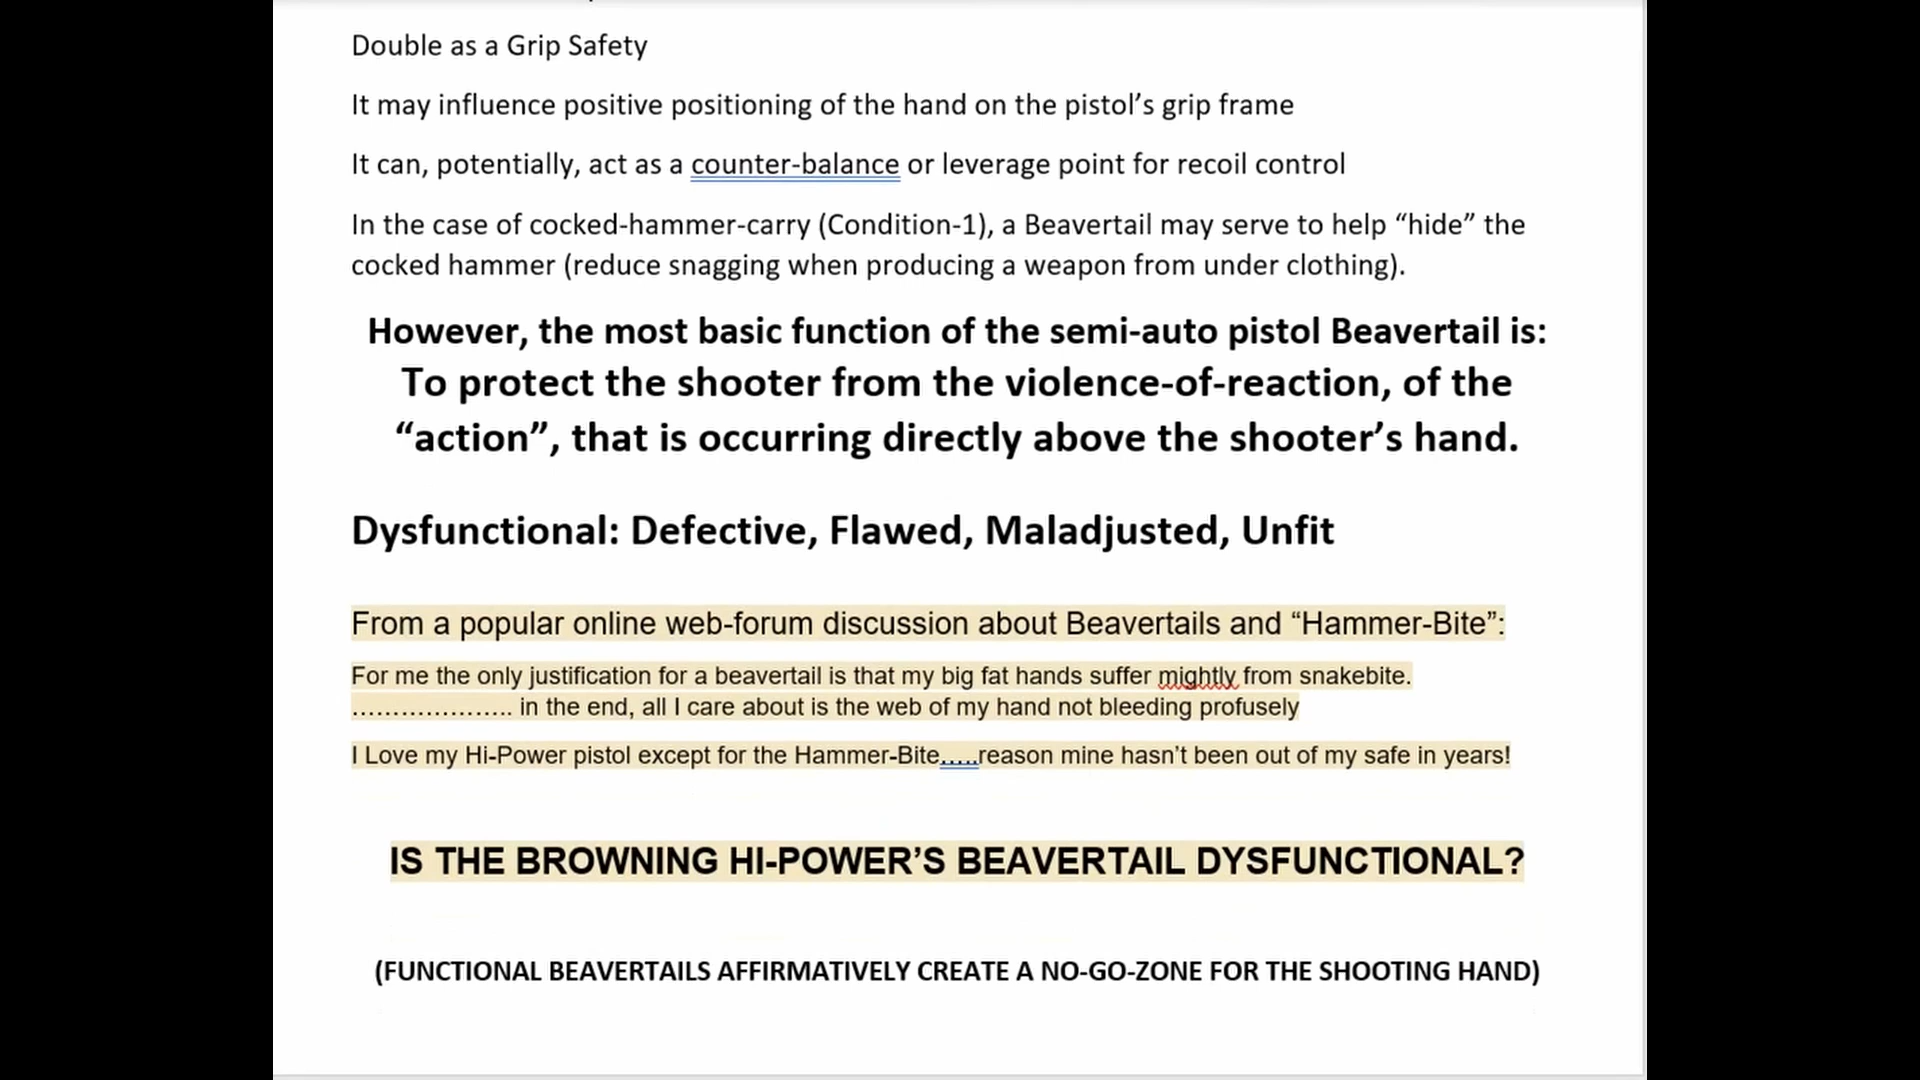 Double as a Grip Safety
It may influence positive positioning of the hand on the pistol’s grip frame
It can, potentially, act as a counter-balance or leverage point for recoil control
In the case of cocked-hammer-carry (Condition-1), a Beavertail may serve to help “hide” the
cocked hammer (reduce snagging when producing a weapon from under clothing).
However, the most basic function of the semi-auto pistol Beavertail is:
To protect the shooter from the violence-of-reaction, of the
“action”, that is occurring directly above the shooter’s hand.
Dysfunctional: Defective, Flawed, Maladjusted, Unfit
From a popular online web-forum discussion about Beavertails and “Hammer-Bite”:
For me the only justification for a beavertail is that my big fat hands suffer mightly from snakebite.
.................... in the end, all I care about is the web of my hand not bleeding profusely
I Love my Hi-Power pistol except for the Hammer-Bite.....reason mine hasn’t been out of my safe in years!
IS THE BROWNING HI-POWER’S BEAVERTAIL DYSFUNCTIONAL?
(FUNCTIONAL BEAVERTAILS AFFIRMATIVELY CREATE A NO-GO-ZONE FOR THE SHOOTING HAND)